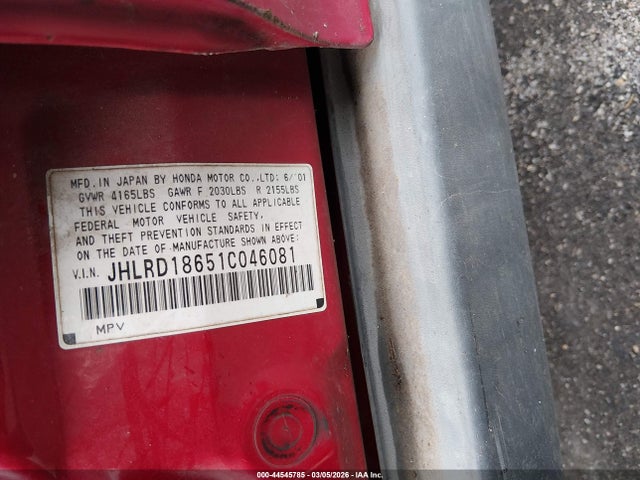 MFD. IN JAPAN BY HONDA MOTOR CO., LTD: 6/'01
GVWR 4165LBS GAWR F 2030LBS R 2155LBS
THIS VEHICLE CONFORMS TO ALL APPLICABLE
FEDERAL MOTOR VEHICLE SAFETY,
AND THEFT PREVENTION STANDARDS IN EFFECT
ON THE DATE OF MANUFACTURE SHOWN ABOVE:
V.I.N. JHLRD18651C046081
MPV
000-44545785 - 03/05/2026 - IAA Inc.